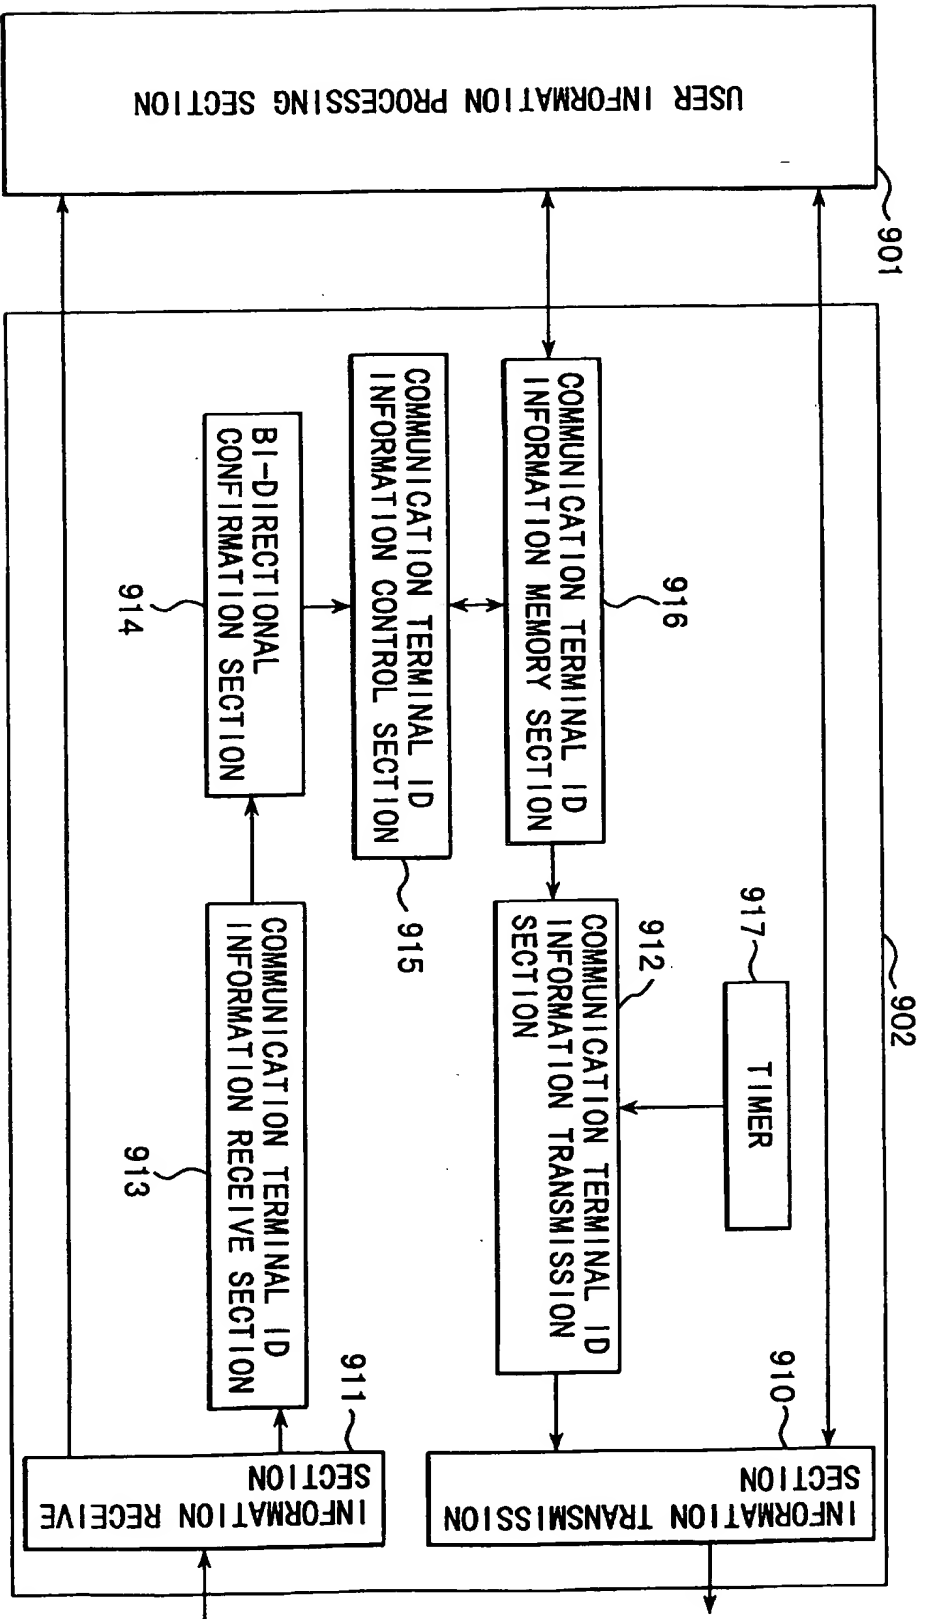 USER INFORMATION PROCESSING SECTION
901
902
916
COMMUNICATION TERMINAL ID
INFORMATION MEMORY SECTION
COMMUNICATION TERMINAL ID
INFORMATION CONTROL SECTION
915
BI-DIRECTIONAL
CONFIRMATION SECTION
914
917
TIMER
912
COMMUNICATION TERMINAL ID
INFORMATION TRANSMISSION
SECTION
COMMUNICATION TERMINAL ID
INFORMATION RECEIVE SECTION
913
910
INFORMATION TRANSMISSION
SECTION
911
INFORMATION RECEIVE
SECTION